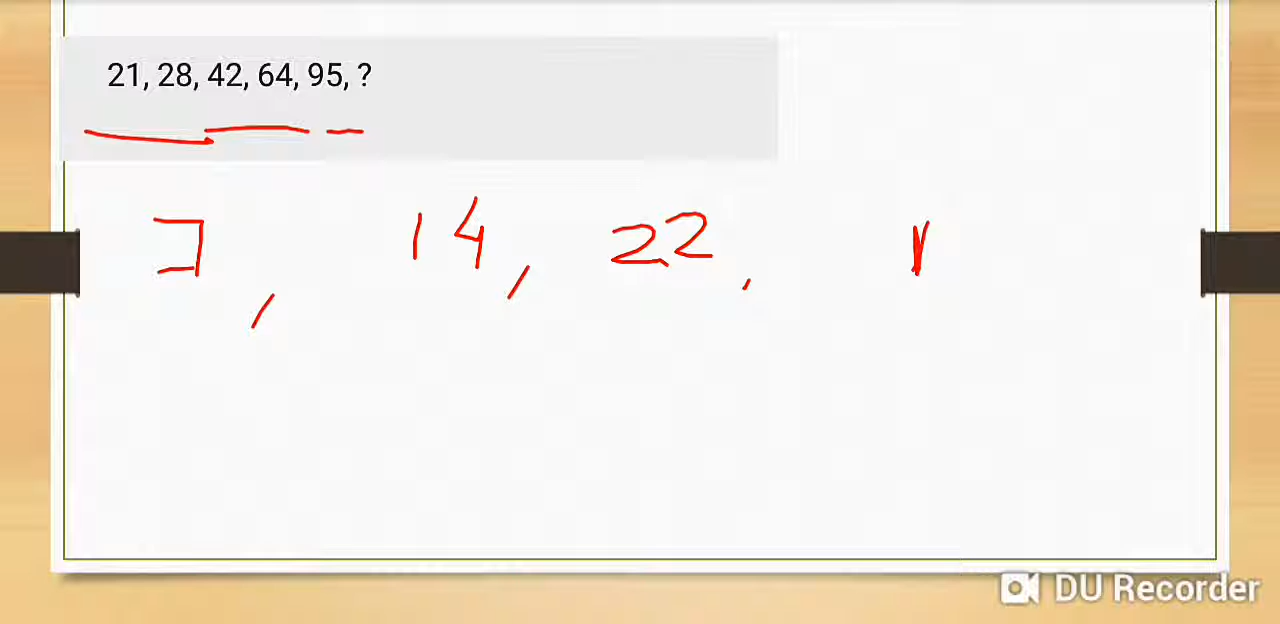 21, 28, 42, 64, 95, ?
7, 14, 22,
DU Recorder